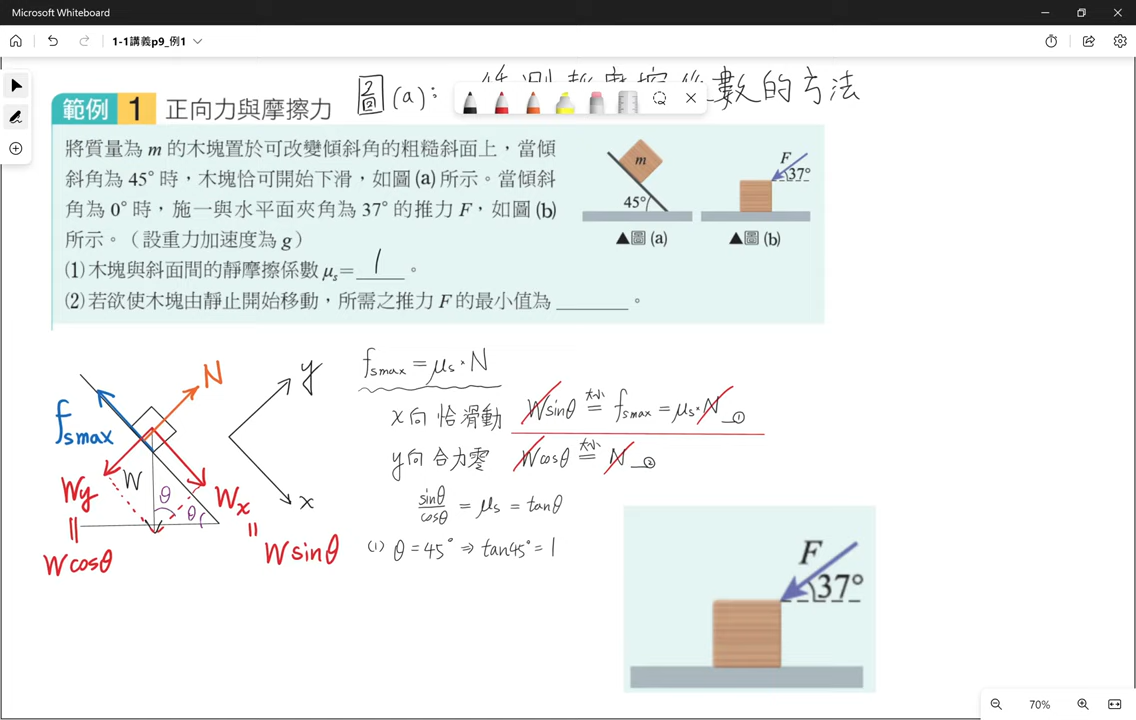 Microsoft Whiteboard
1-1講義p9_例1
圖(a):
數的方法
範例 1 正向力與摩擦力
將質量為 m 的木塊置於可改變傾斜角的粗糙斜面上，當傾
斜角為 45° 時，木塊恰可開始下滑，如圖 (a) 所示。當傾斜
角為 0° 時，施一與水平面夾角為 37° 的推力 F，如圖 (b)
所示。（設重力加速度為 g）
(1) 木塊與斜面間的靜摩擦係數 μs= 1 。
(2) 若欲使木塊由靜止開始移動，所需之推力 F 的最小值為 ________ 。
m
45°
▲圖 (a)
F
37°
▲圖 (b)
fsmax
N
Wy
=
Wcosθ
W
θ
θ
Wx
=
Wsinθ
y
x
fsmax = μs × N
x向 恰滑動 Wsinθ 大小= fsmax = μs × N ①
y向 合力零 Wcosθ 大小= N ②
sinθ/cosθ = μs = tanθ
(1) θ = 45° ⇒ tan45° = 1
F
37°
70%